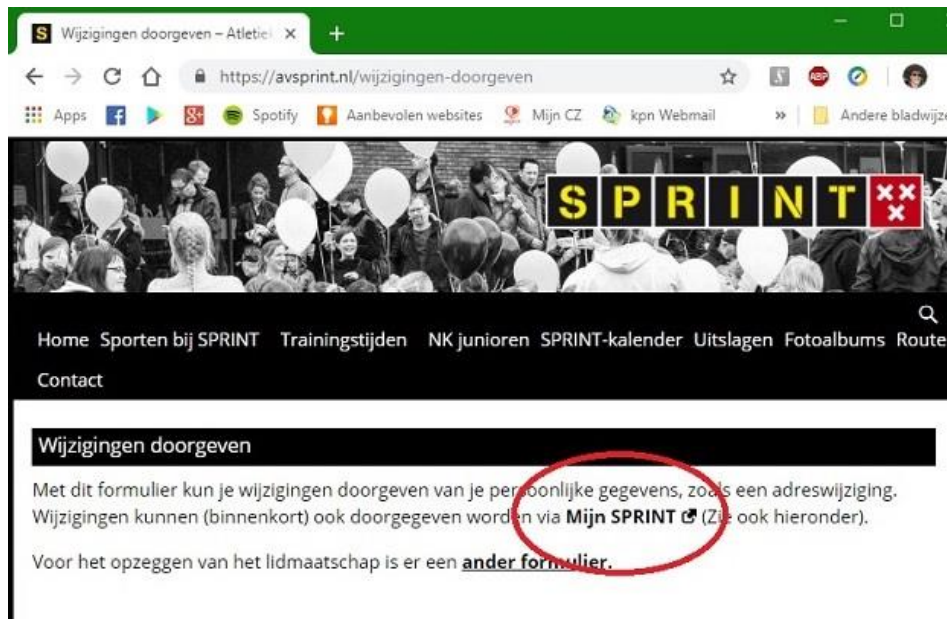 S Wijzigingen doorgeven – Atletiel
https://avsprint.nl/wijzigingen-doorgeven
S ABP
Apps Spotify Aanbevolen websites Mijn CZ kpn Webmail » Andere bladwijze
SPRINT
Home Sporten bij SPRINT Trainingstijden NK junioren SPRINT-kalender Uitslagen Fotoalbums Route
Contact
Wijzigingen doorgeven
Met dit formulier kun je wijzigingen doorgeven van je persoonlijke gegevens, zoals een adreswijziging.
Wijzigingen kunnen (binnenkort) ook doorgegeven worden via Mijn SPRINT (Zie ook hieronder).
Voor het opzeggen van het lidmaatschap is er een ander formulier.